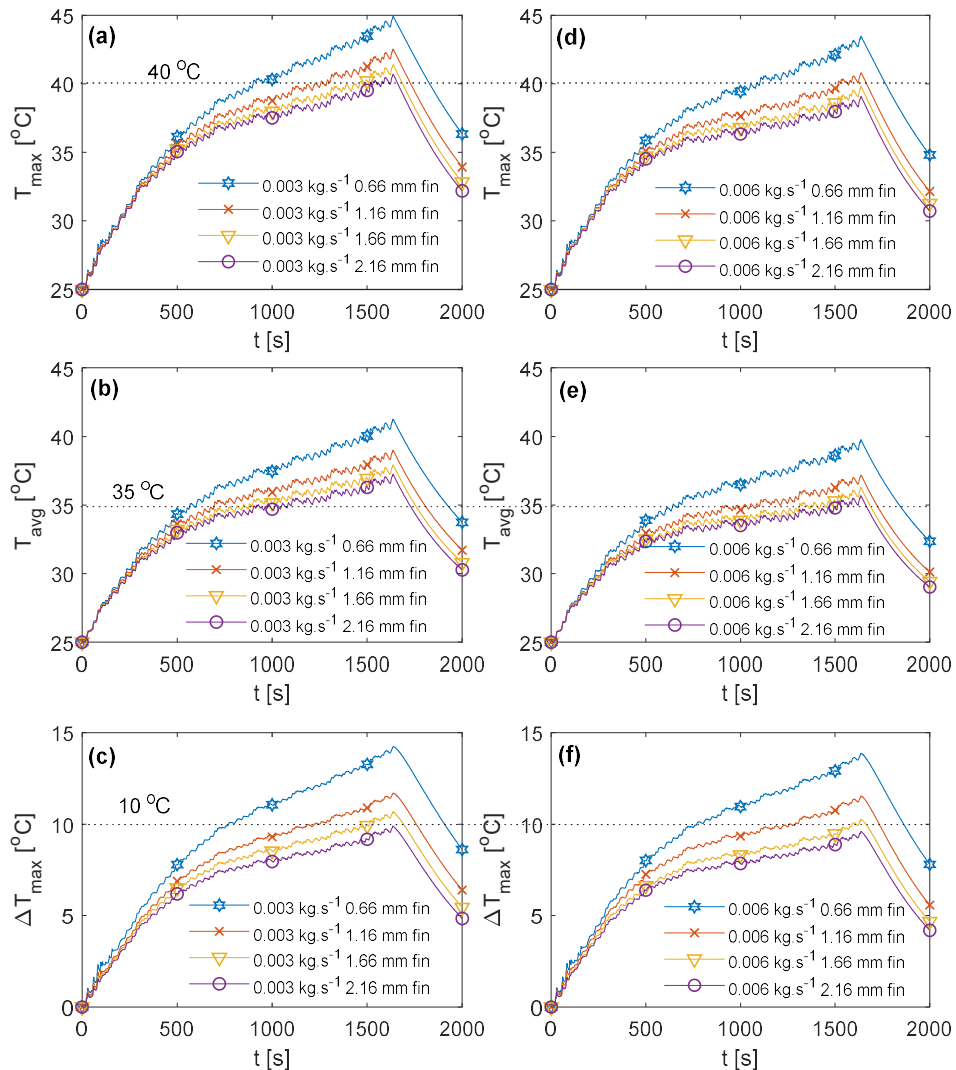 (a)
40 °C
T_max [°C]
45
40
35
30
25
0.003 kg.s⁻¹ 0.66 mm fin
0.003 kg.s⁻¹ 1.16 mm fin
0.003 kg.s⁻¹ 1.66 mm fin
0.003 kg.s⁻¹ 2.16 mm fin
0 500 1000 1500 2000
t [s]
(d)
T_max [°C]
45
40
35
30
25
0.006 kg.s⁻¹ 0.66 mm fin
0.006 kg.s⁻¹ 1.16 mm fin
0.006 kg.s⁻¹ 1.66 mm fin
0.006 kg.s⁻¹ 2.16 mm fin
0 500 1000 1500 2000
t [s]
(b)
35 °C
T_avg [°C]
45
40
35
30
25
0.003 kg.s⁻¹ 0.66 mm fin
0.003 kg.s⁻¹ 1.16 mm fin
0.003 kg.s⁻¹ 1.66 mm fin
0.003 kg.s⁻¹ 2.16 mm fin
0 500 1000 1500 2000
t [s]
(e)
T_avg [°C]
45
40
35
30
25
0.006 kg.s⁻¹ 0.66 mm fin
0.006 kg.s⁻¹ 1.16 mm fin
0.006 kg.s⁻¹ 1.66 mm fin
0.006 kg.s⁻¹ 2.16 mm fin
0 500 1000 1500 2000
t [s]
(c)
10 °C
ΔT_max [°C]
15
10
5
0
0.003 kg.s⁻¹ 0.66 mm fin
0.003 kg.s⁻¹ 1.16 mm fin
0.003 kg.s⁻¹ 1.66 mm fin
0.003 kg.s⁻¹ 2.16 mm fin
0 500 1000 1500 2000
t [s]
(f)
ΔT_max [°C]
15
10
5
0
0.006 kg.s⁻¹ 0.66 mm fin
0.006 kg.s⁻¹ 1.16 mm fin
0.006 kg.s⁻¹ 1.66 mm fin
0.006 kg.s⁻¹ 2.16 mm fin
0 500 1000 1500 2000
t [s]